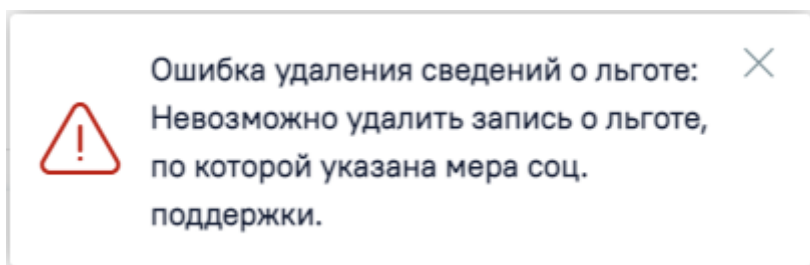 Ошибка удаления сведений о льготе:
Невозможно удалить запись о льготе,
по которой указана мера соц.
поддержки.